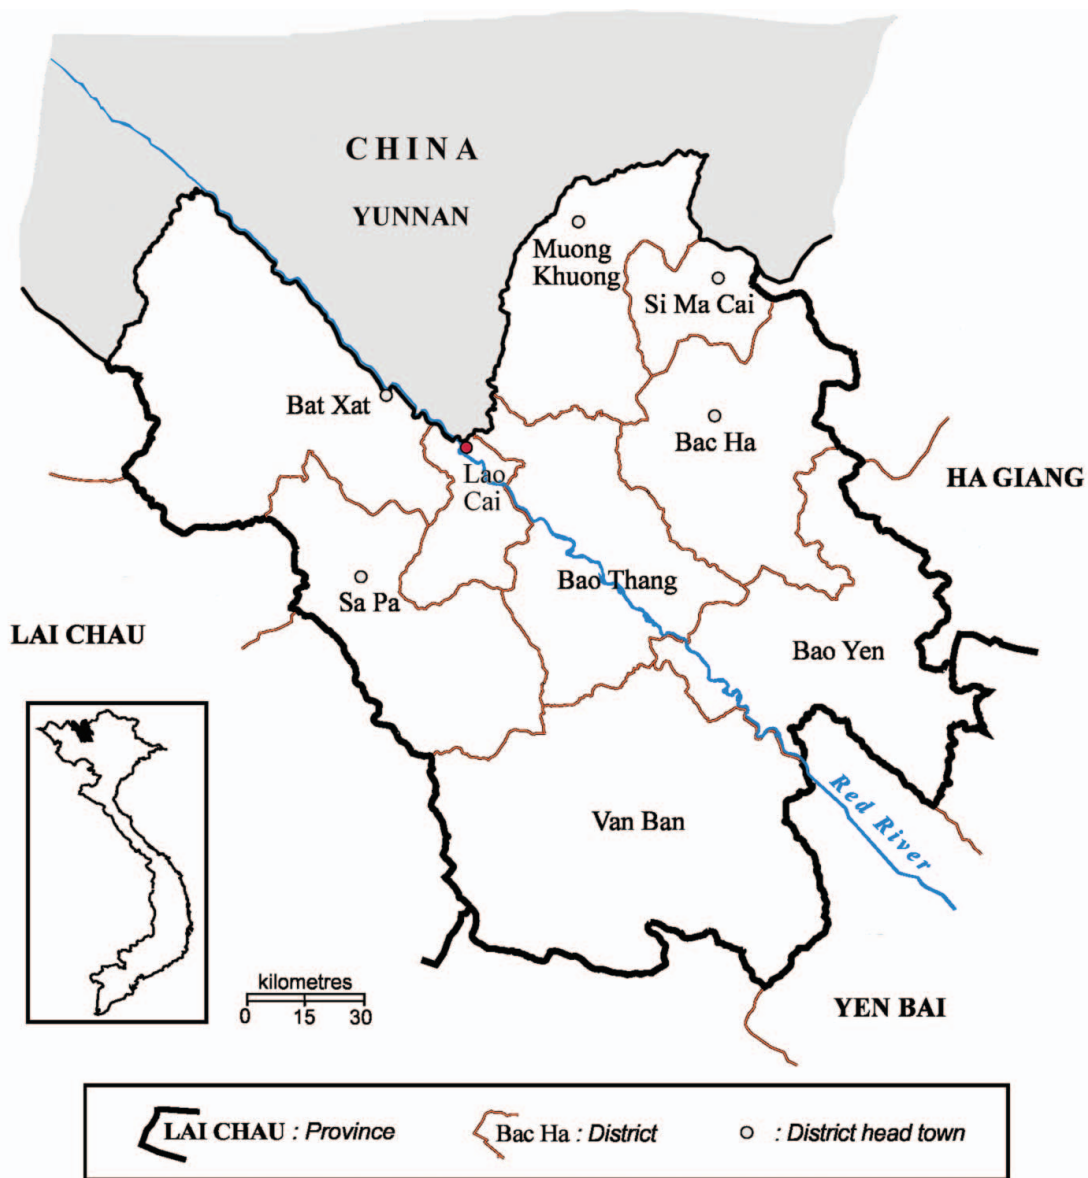 CHINA
YUNNAN
Muong
Khuong
Si Ma Cai
Bat Xat
Bac Ha
Lao
Cai
HA GIANG
Bao Thang
Sa Pa
LAI CHAU
Bao Yen
Red River
Van Ban
kilometres
0 15 30
YEN BAI
LAI CHAU : Province
Bac Ha : District
: District head town